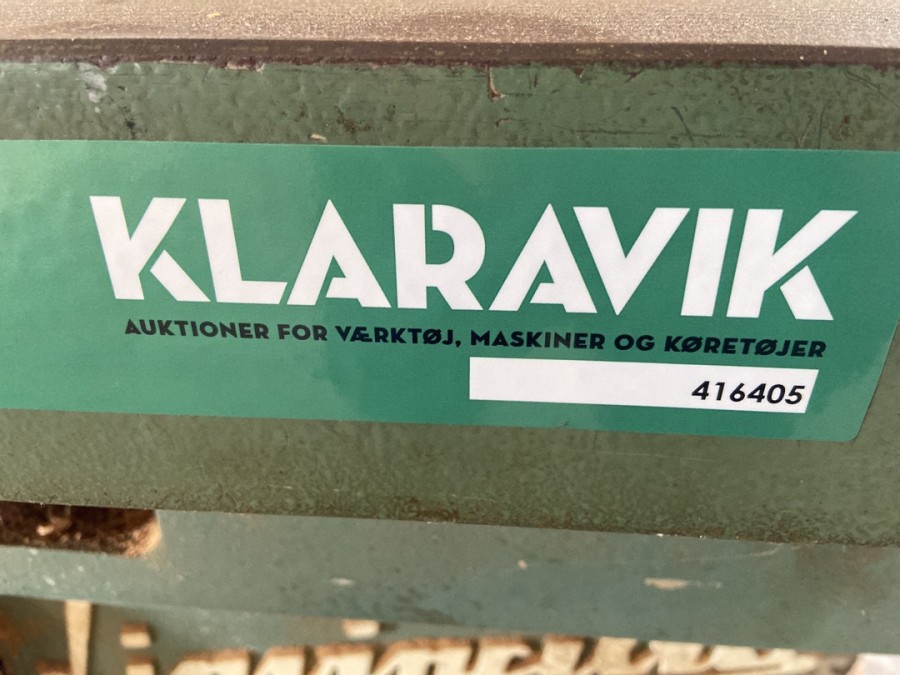 KLARAVIK
AUKTIONER FOR VÆRKTØJ, MASKINER OG KØRETØJER
416405